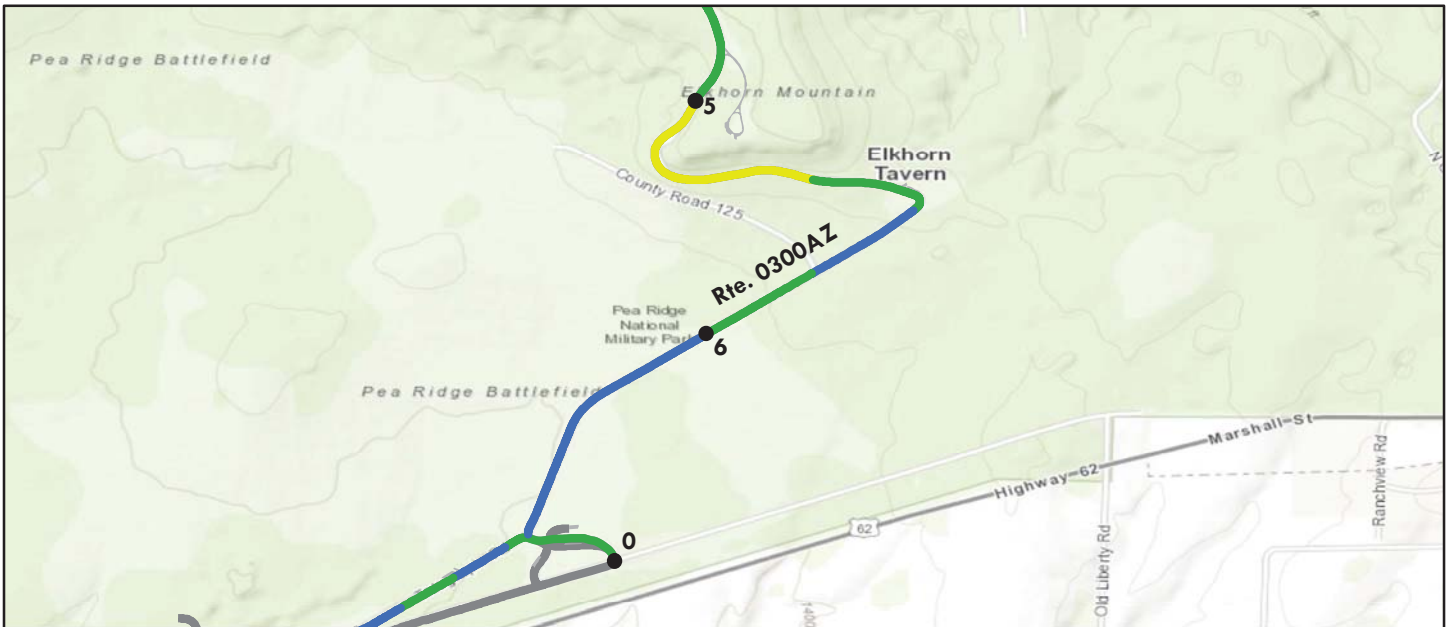 Pea Ridge Battlefield
Elkhorn Mountain
5
Elkhorn
Tavern
County Road 125
Rte. 0300AZ
Pea Ridge
National
Military Park
6
Pea Ridge Battlefield
Marshall St
Highway 62
62
Ranchview Rd
Old Liberty Rd
0